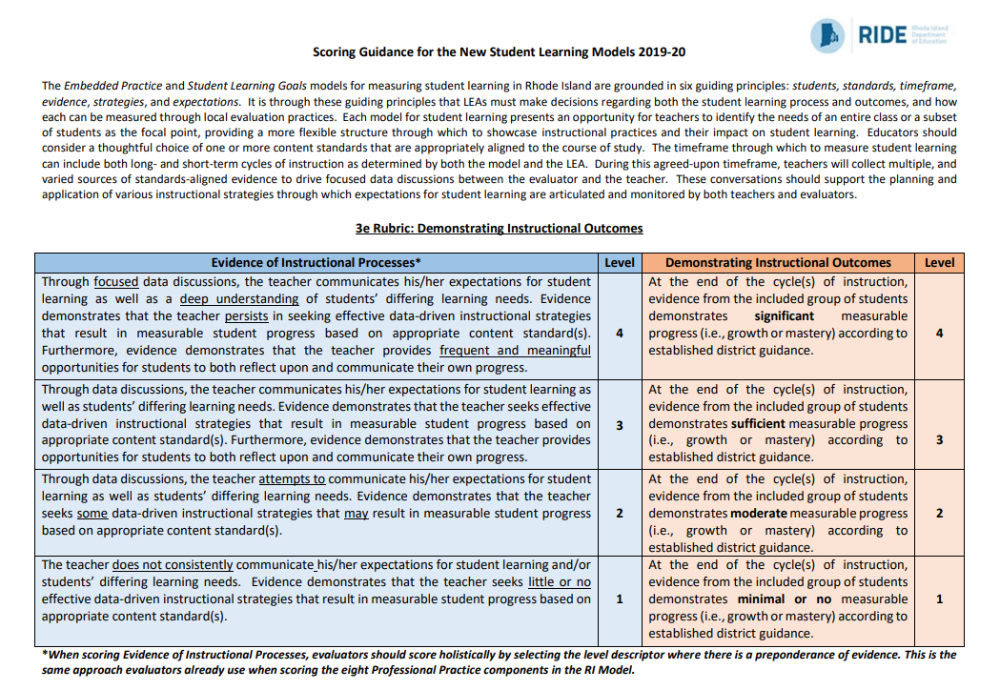 RIDE Rhode Island
Department
of Education
Scoring Guidance for the New Student Learning Models 2019-20
The Embedded Practice and Student Learning Goals models for measuring student learning in Rhode Island are grounded in six guiding principles: students, standards, timeframe,
evidence, strategies, and expectations. It is through these guiding principles that LEAs must make decisions regarding both the student learning process and outcomes, and how
each can be measured through local evaluation practices. Each model for student learning presents an opportunity for teachers to identify the needs of an entire class or a subset
of students as the focal point, providing a more flexible structure through which to showcase instructional practices and their impact on student learning. Educators should
consider a thoughtful choice of one or more content standards that are appropriately aligned to the course of study. The timeframe through which to measure student learning
can include both long- and short-term cycles of instruction as determined by both the model and the LEA. During this agreed-upon timeframe, teachers will collect multiple, and
varied sources of standards-aligned evidence to drive focused data discussions between the evaluator and the teacher. These conversations should support the planning and
application of various instructional strategies through which expectations for student learning are articulated and monitored by both teachers and evaluators.
3e Rubric: Demonstrating Instructional Outcomes
Evidence of Instructional Processes*
Level
Demonstrating Instructional Outcomes
Level
Through focused data discussions, the teacher communicates his/her expectations for student
learning as well as a deep understanding of students' differing learning needs. Evidence
demonstrates that the teacher persists in seeking effective data-driven instructional strategies
that result in measurable student progress based on appropriate content standard(s).
Furthermore, evidence demonstrates that the teacher provides frequent and meaningful
opportunities for students to both reflect upon and communicate their own progress.
4
At the end of the cycle(s) of instruction,
evidence from the included group of students
demonstrates significant measurable
progress (i.e., growth or mastery) according to
established district guidance.
4
Through data discussions, the teacher communicates his/her expectations for student learning as
well as students' differing learning needs. Evidence demonstrates that the teacher seeks effective
data-driven instructional strategies that result in measurable student progress based on
appropriate content standard(s). Furthermore, evidence demonstrates that the teacher provides
opportunities for students to both reflect upon and communicate their own progress.
3
At the end of the cycle(s) of instruction,
evidence from the included group of students
demonstrates sufficient measurable progress
(i.e., growth or mastery) according to
established district guidance.
3
Through data discussions, the teacher attempts to communicate his/her expectations for student
learning as well as students' differing learning needs. Evidence demonstrates that the teacher
seeks some data-driven instructional strategies that may result in measurable student progress
based on appropriate content standard(s).
2
At the end of the cycle(s) of instruction,
evidence from the included group of students
demonstrates moderate measurable progress
(i.e., growth or mastery) according to
established district guidance.
2
The teacher does not consistently communicate his/her expectations for student learning and/or
students' differing learning needs. Evidence demonstrates that the teacher seeks little or no
effective data-driven instructional strategies that result in measurable student progress based on
appropriate content standard(s).
1
At the end of the cycle(s) of instruction,
evidence from the included group of students
demonstrates minimal or no measurable
progress (i.e., growth or mastery) according to
established district guidance.
1
*When scoring Evidence of Instructional Processes, evaluators should score holistically by selecting the level descriptor where there is a preponderance of evidence. This is the
same approach evaluators already use when scoring the eight Professional Practice components in the RI Model.